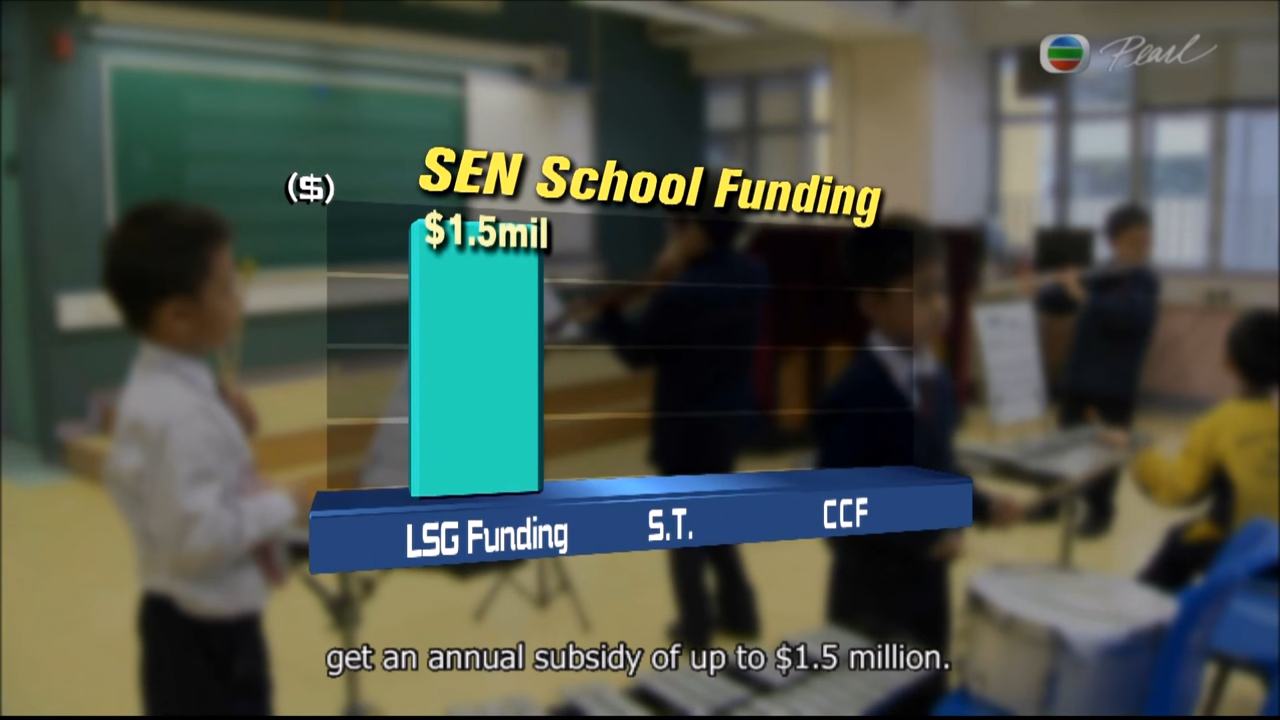 Pearl
SEN School Funding
($)
$1.5mil
LSG Funding
S.T.
CCF
get an annual subsidy of up to $1.5 million.